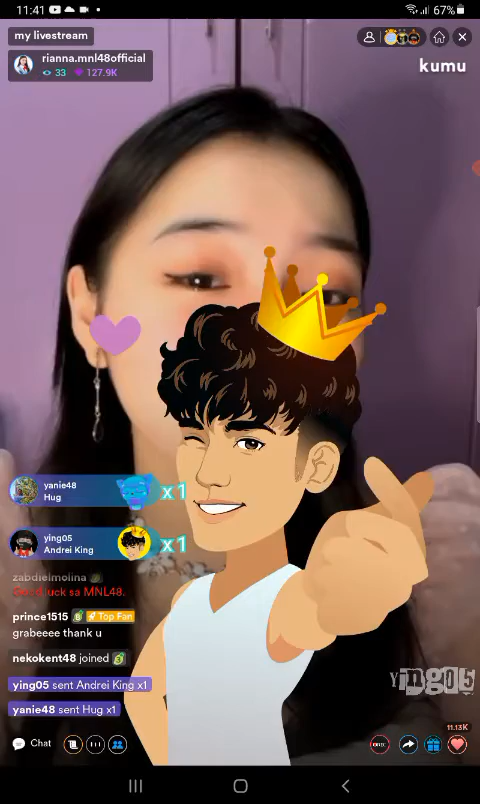 11:41
67%
my livestream
rianna.mnl48official
33 127.9K
kumu
yanie48
Hug
x1
ying05
Andrei King
x1
zabdielmolina
luck sa MNL48.
prince1515 Top Fan
grabeeee thank u
nekokent48 joined
ying05 sent Andrei King x1
Ying05
yanie48 sent Hug x1
11.13K
Chat